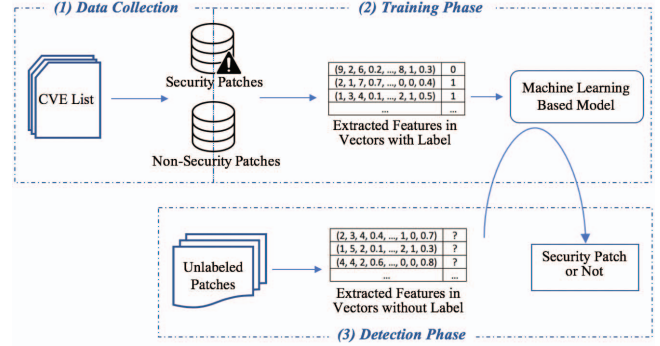 (1) Data Collection
(2) Training Phase
CVE List
Security Patches
Non-Security Patches
(9, 2, 6, 0.2, ..., 8, 1, 0.3) 0
(2, 1, 7, 0.7, ..., 0, 0, 0.4) 1
(1, 3, 4, 0.1, ..., 2, 1, 0.5) 1
... ...
Extracted Features in
Vectors with Label
Machine Learning
Based Model
Unlabeled
Patches
(2, 3, 4, 0.4, ..., 1, 0, 0.7) ?
(1, 5, 2, 0.1, ..., 2, 1, 0.3) ?
(4, 4, 2, 0.6, ..., 0, 0, 0.8) ?
... ...
Extracted Features in
Vectors without Label
Security Patch
or Not
(3) Detection Phase